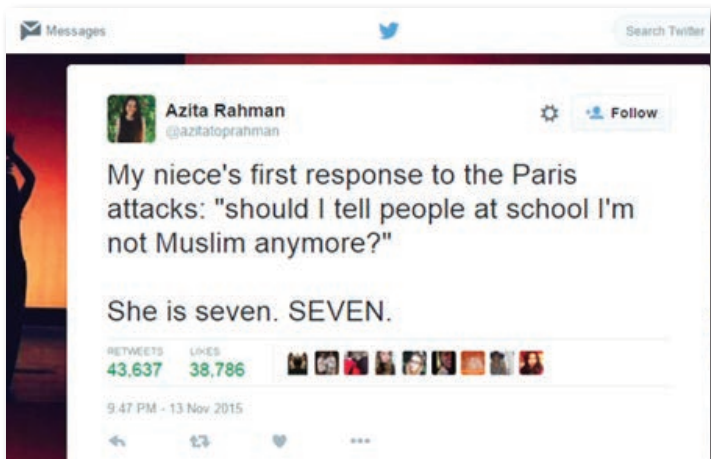 Messages
Search Twitter
Azita Rahman
@azitatoprahman
Follow
My niece's first response to the Paris
attacks: "should I tell people at school I'm
not Muslim anymore?"
She is seven. SEVEN.
RETWEETS LIKES
43,637 38,786
9:47 PM - 13 Nov 2015